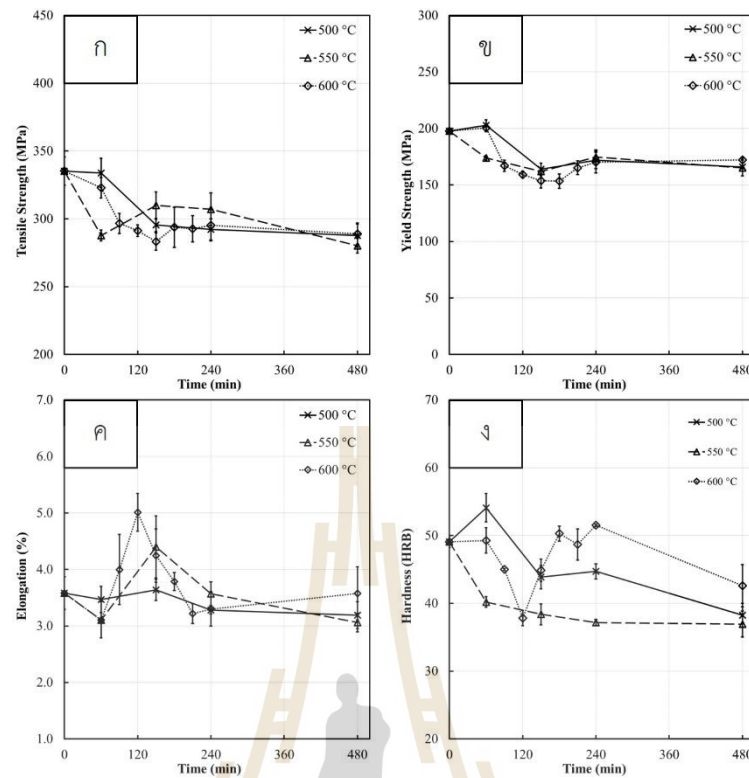 ก
450
400
350
300
250
200
Tensile Strength (MPa)
0 120 240 360 480
Time (min)
500 °C
550 °C
600 °C
ข
300
250
200
150
100
50
0
Yield Strength (MPa)
0 120 240 360 480
Time (min)
500 °C
550 °C
600 °C
ค
7.0
6.0
5.0
4.0
3.0
2.0
1.0
Elongation (%)
0 120 240 360 480
Time (min)
500 °C
550 °C
600 °C
ง
70
60
50
40
30
20
Hardness (HRB)
0 120 240 360 480
Time (min)
500 °C
550 °C
600 °C